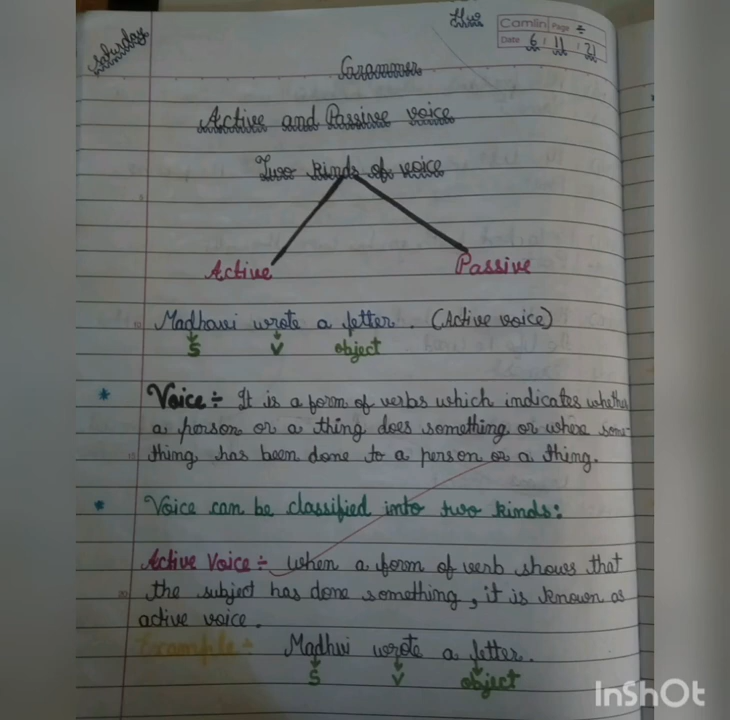 Saturday
Camlin Page
Date 6 / 11 / 21
Grammer
Active and Passive voice
Two kinds of voice
Active Passive
Madhavi wrote a letter. (Active voice)
S V object
* Voice ÷ It is a form of verbs which indicates whether
a person or a thing does something or where some-
thing has been done to a person or a thing.
* Voice can be classified into two kinds:
Active Voice ÷ When a form of verb shows that
the subject has done something, it is known as
active voice.
Example ÷ Madhvi wrote a letter.
S V object
InShOt